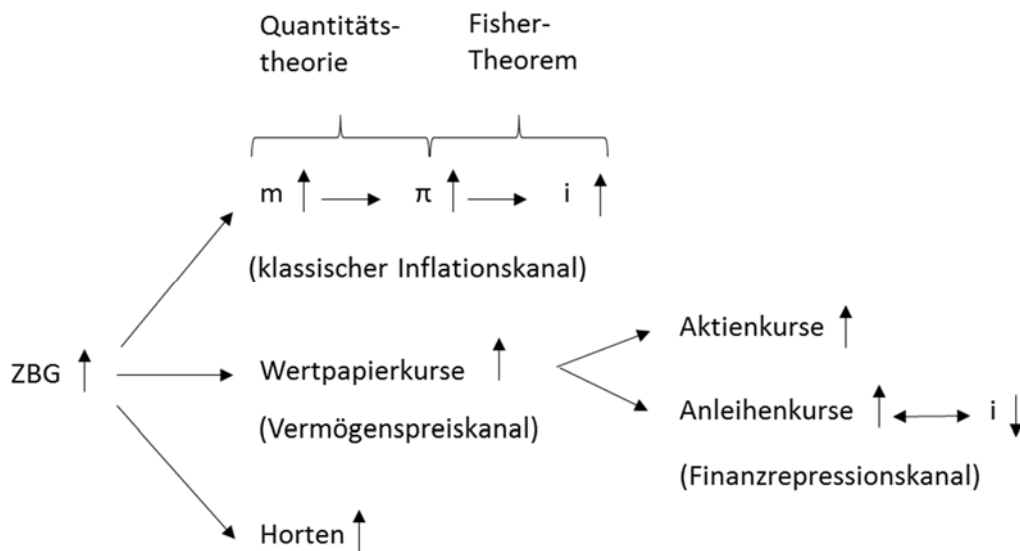 Quantitäts-
theorie
Fisher-
Theorem
m ↑ → π ↑ → i ↑
(klassischer Inflationskanal)
Aktienkurse ↑
ZBG ↑
Wertpapierkurse ↑
Anleihenkurse ↑ ↔ i ↓
(Vermögenspreiskanal)
(Finanzrepressionskanal)
Horten ↑